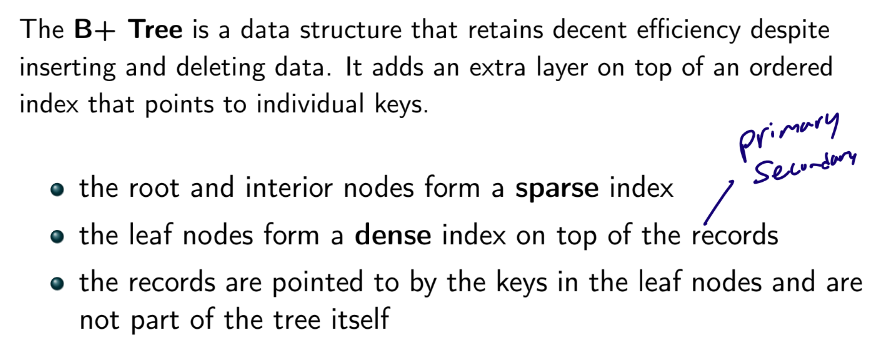 The B+ Tree is a data structure that retains decent efficiency despite
inserting and deleting data. It adds an extra layer on top of an ordered
index that points to individual keys.
primary
Secondary
the root and interior nodes form a sparse index
the leaf nodes form a dense index on top of the records
the records are pointed to by the keys in the leaf nodes and are
not part of the tree itself